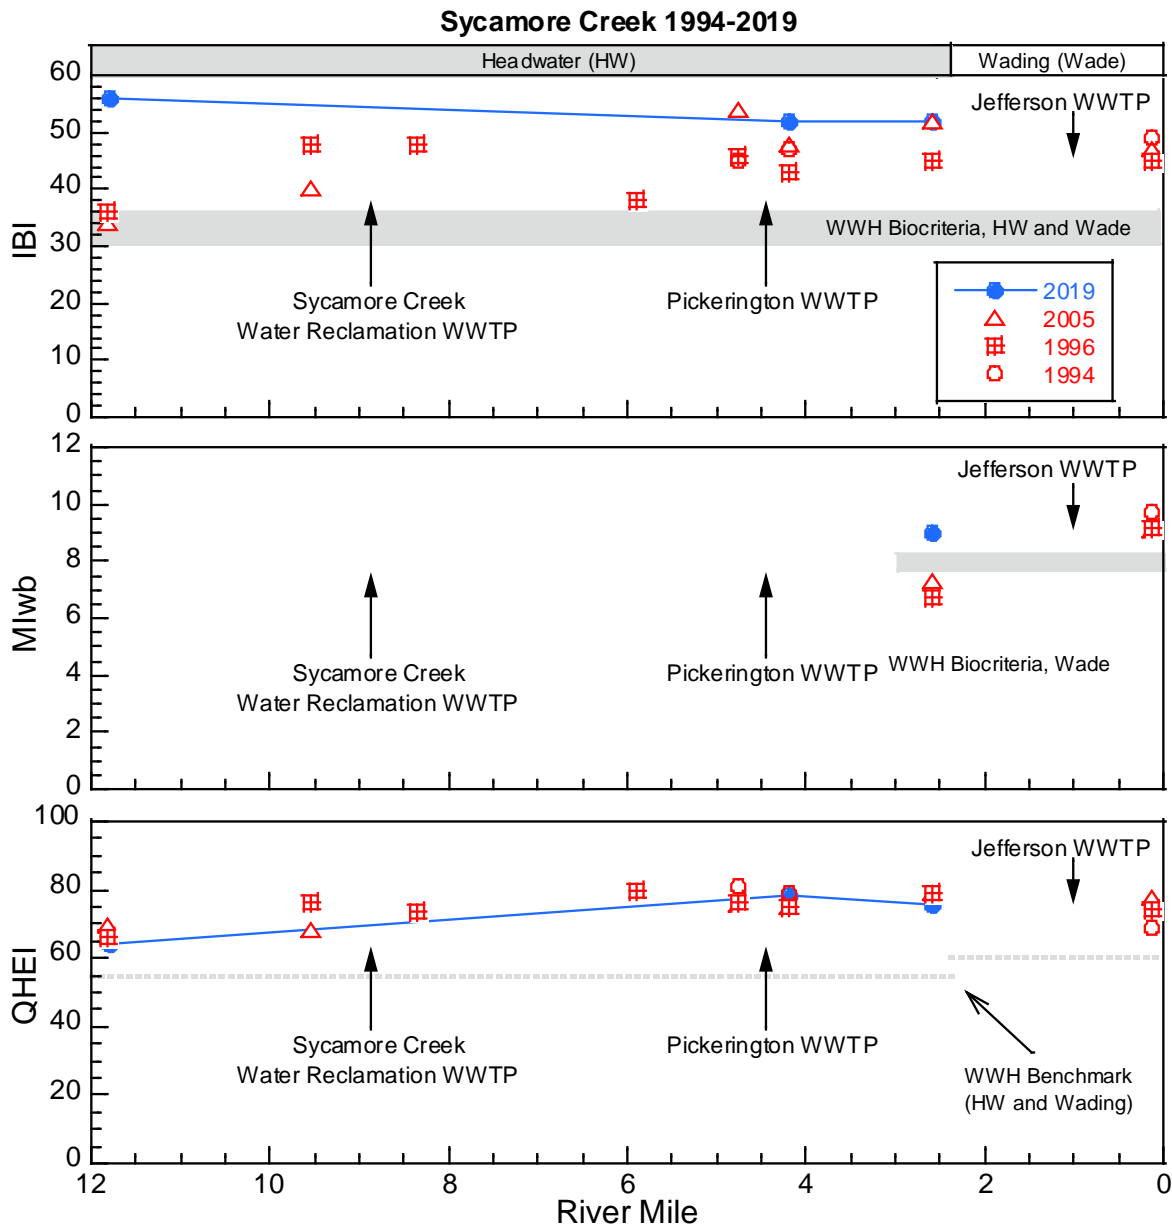 Sycamore Creek 1994-2019
Headwater (HW)
Wading (Wade)
60
50
40
30
20
10
0
IBI
Jefferson WWTP
WWH Biocriteria, HW and Wade
Sycamore Creek
Water Reclamation WWTP
Pickerington WWTP
2019
2005
1996
1994
12
10
8
6
4
2
0
MIwb
Jefferson WWTP
Sycamore Creek
Water Reclamation WWTP
Pickerington WWTP
WWH Biocriteria, Wade
100
80
60
40
20
0
QHEI
Jefferson WWTP
Sycamore Creek
Water Reclamation WWTP
Pickerington WWTP
WWH Benchmark
(HW and Wading)
12 10 8 6 4 2 0
River Mile